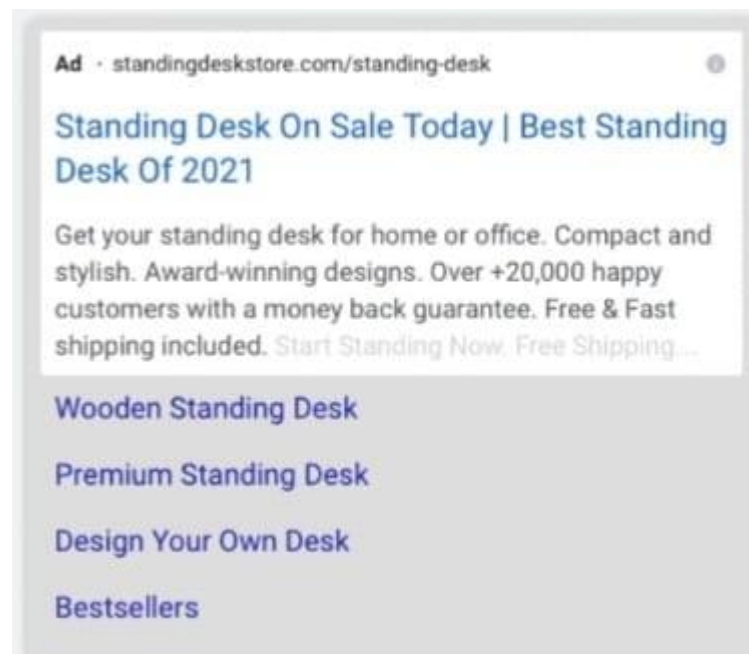 Ad · standingdeskstore.com/standing-desk
Standing Desk On Sale Today | Best Standing
Desk Of 2021
Get your standing desk for home or office. Compact and
stylish. Award-winning designs. Over +20,000 happy
customers with a money back guarantee. Free & Fast
shipping included. Start Standing Now. Free Shipping...
Wooden Standing Desk
Premium Standing Desk
Design Your Own Desk
Bestsellers